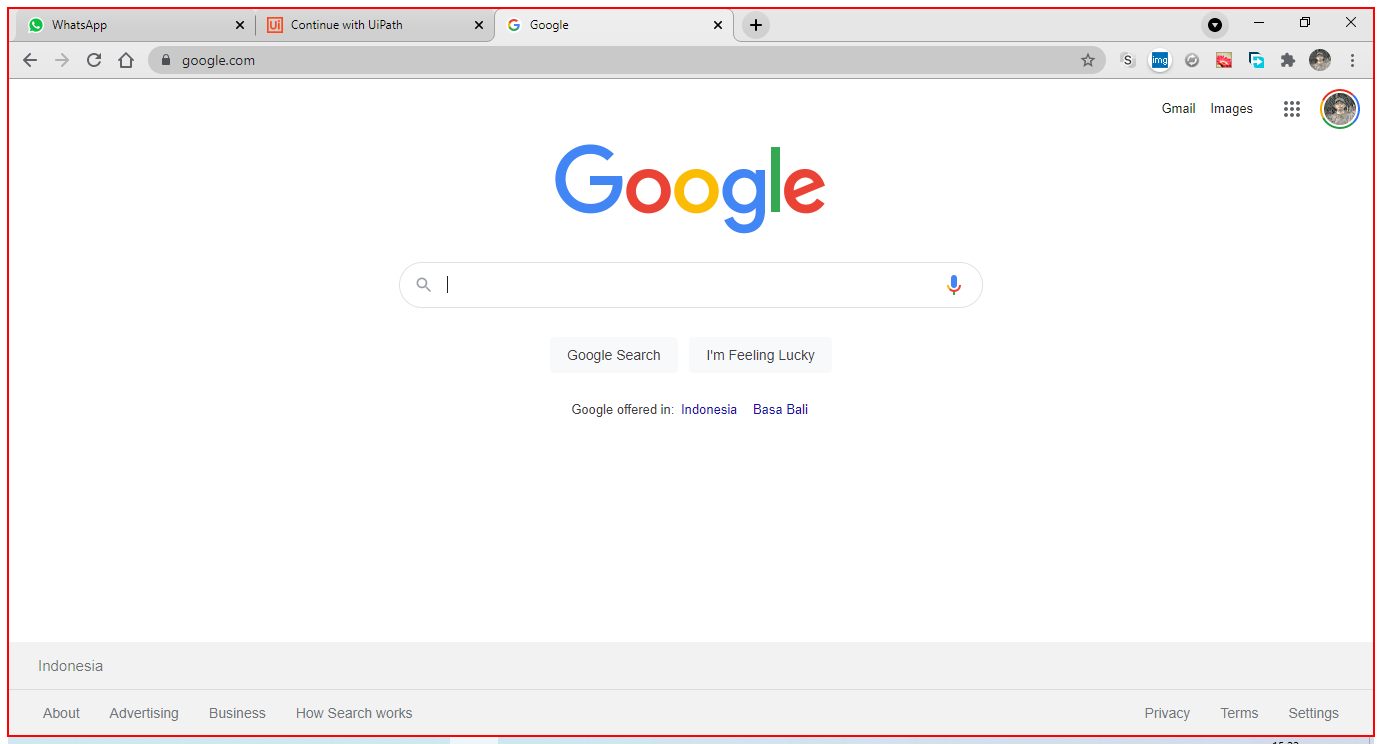 WhatsApp Continue with UiPath Google
google.com
S img
Gmail Images
Google
Google Search I'm Feeling Lucky
Google offered in: Indonesia Basa Bali
Indonesia
About Advertising Business How Search works Privacy Terms Settings